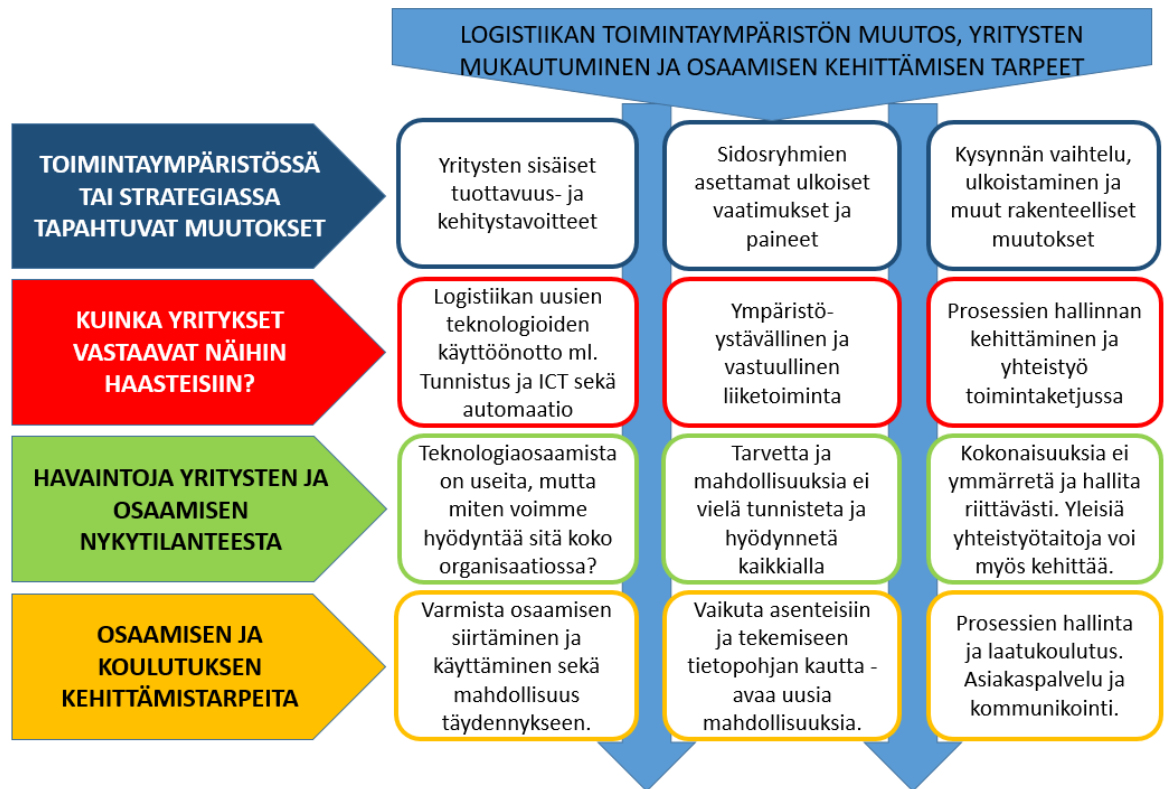 LOGISTIIKAN TOIMINTAYMPÄRISTÖN MUUTOS, YRITYSTEN
MUKAUTUMINEN JA OSAAMISEN KEHITTÄMISEN TARPEET
TOIMINTAYMPÄRISTÖSSÄ
TAI STRATEGIASSA
TAPAHTUVAT MUUTOKSET
Yritysten sisäiset
tuottavuus- ja
kehitystavoitteet
Sidosryhmien
asettamat ulkoiset
vaatimukset ja
paineet
Kysynnän vaihtelu,
ulkoistaminen ja
muut rakenteelliset
muutokset
KUINKA YRITYKSET
VASTAAVAT NÄIHIN
HAASTEISIIN?
Logistiikan uusien
teknologioiden
käyttöönotto ml.
Tunnistus ja ICT sekä
automaatio
Ympäristö-
ystävällinen ja
vastuullinen
liiketoiminta
Prosessien hallinnan
kehittäminen ja
yhteistyö
toimintaketjussa
HAVAINTOJA YRITYSTEN JA
OSAAMISEN
NYKYTILANTEESTA
Teknologiaosaamista
on useita, mutta
miten voimme
hyödyntää sitä koko
organisaatiossa?
Tarvetta ja
mahdollisuuksia ei
vielä tunnisteta ja
hyödynnetä
kaikkialla
Kokonaisuuksia ei
ymmärretä ja hallita
riittävästi. Yleisiä
yhteistyötaitoja voi
myös kehittää.
OSAAMISEN JA
KOULUTUKSEN
KEHITTÄMISTARPEITA
Varmista osaamisen
siirtäminen ja
käyttäminen sekä
mahdollisuus
täydennykseen.
Vaikuta asenteisiin
ja tekemiseen
tietopohjan kautta -
avaa uusia
mahdollisuuksia.
Prosessien hallinta
ja laatukoulutus.
Asiakaspalvelu ja
kommunikointi.